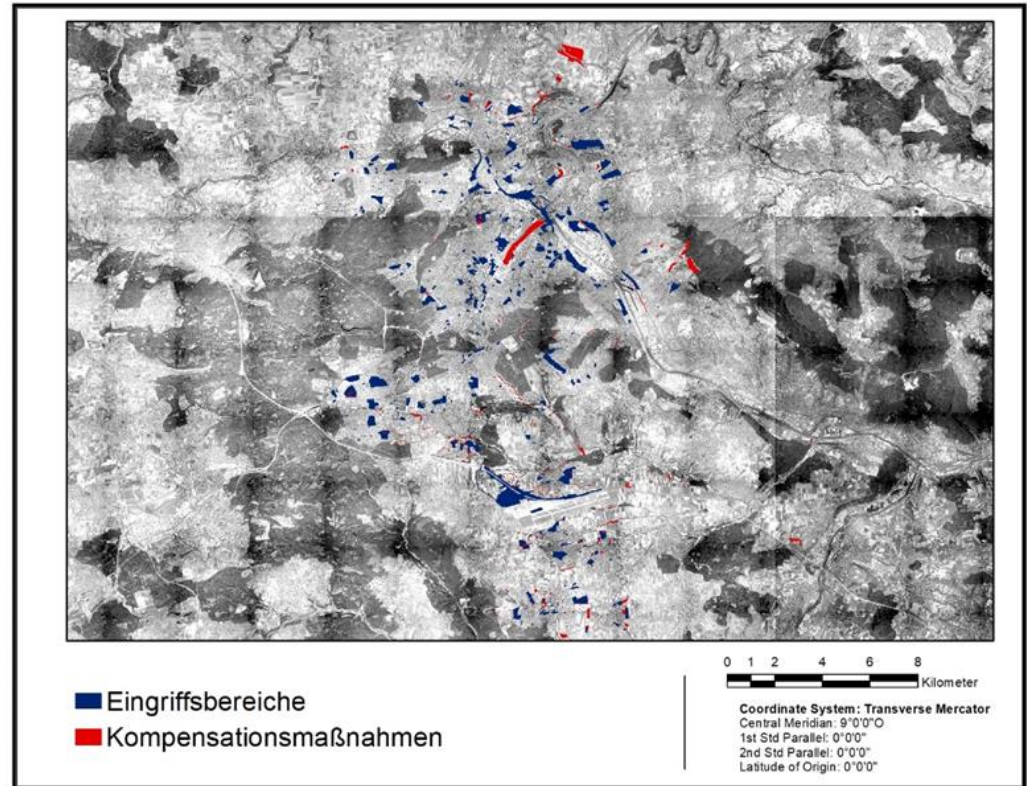 Eingriffsbereiche
Kompensationsmaßnahmen
0 1 2 4 6 8
Kilometer
Coordinate System: Transverse Mercator
Central Meridian: 9°0'0"O
1st Std Parallel: 0°0'0"
2nd Std Parallel: 0°0'0"
Latitude of Origin: 0°0'0"